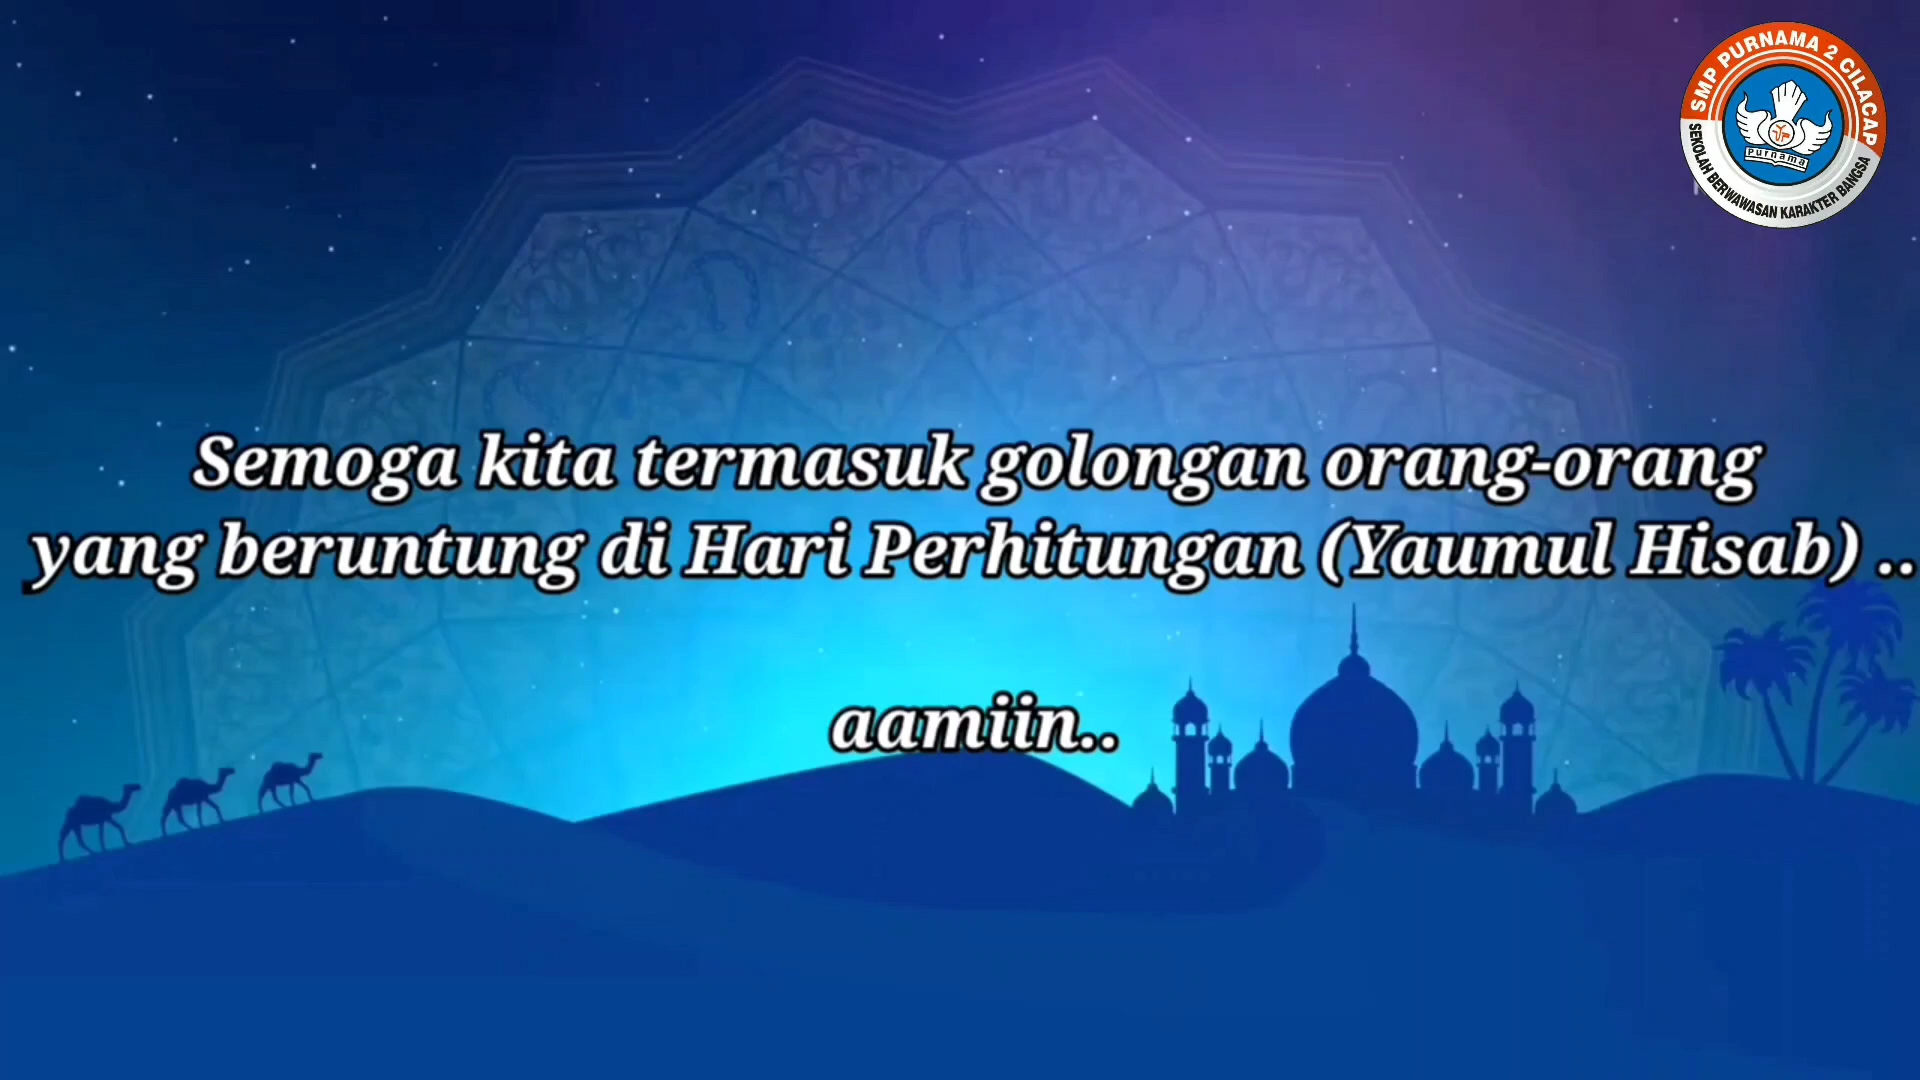 SMP PURNAMA 2 CILACAP
Purnama
SEKOLAH BERWAWASAN KARAKTER BANGSA
Semoga kita termasuk golongan orang-orang
yang beruntung di Hari Perhitungan (Yaumul Hisab) ..
aamiin..